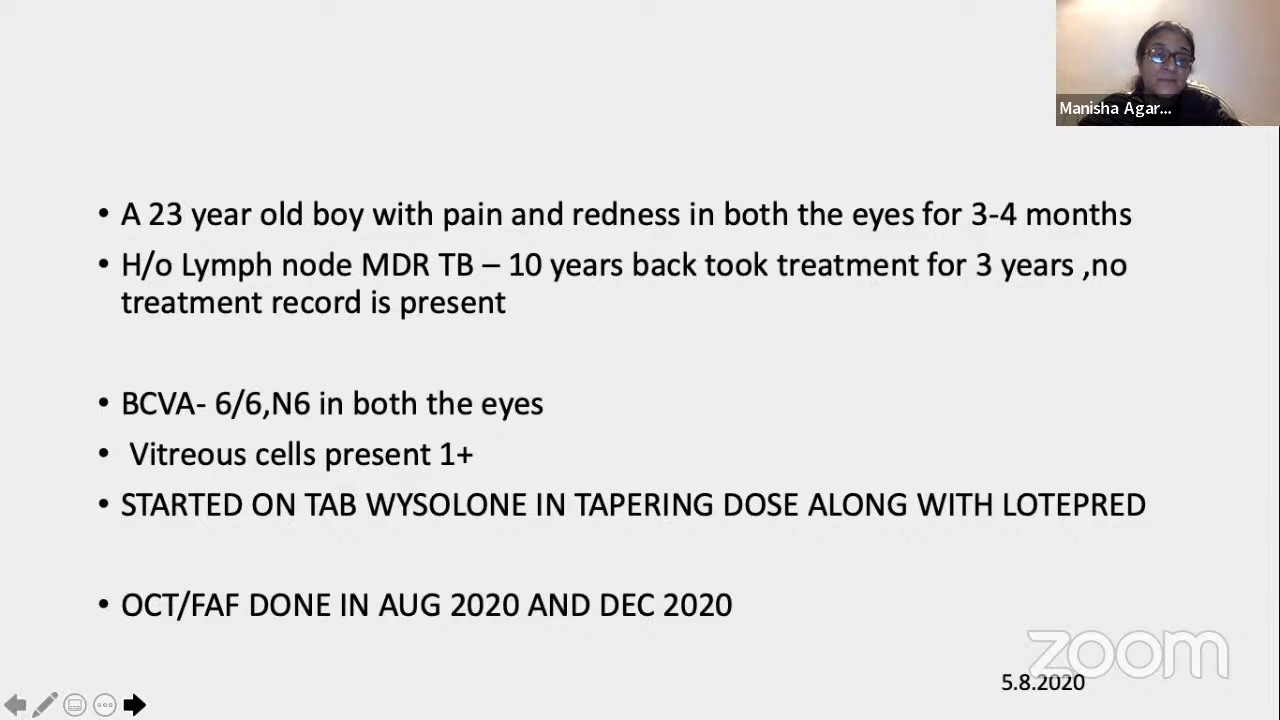 Manisha Agar...
• A 23 year old boy with pain and redness in both the eyes for 3-4 months
• H/o Lymph node MDR TB – 10 years back took treatment for 3 years ,no
treatment record is present
• BCVA- 6/6,N6 in both the eyes
• Vitreous cells present 1+
• STARTED ON TAB WYSOLONE IN TAPERING DOSE ALONG WITH LOTEPRED
• OCT/FAF DONE IN AUG 2020 AND DEC 2020
zoom
5.8.2020